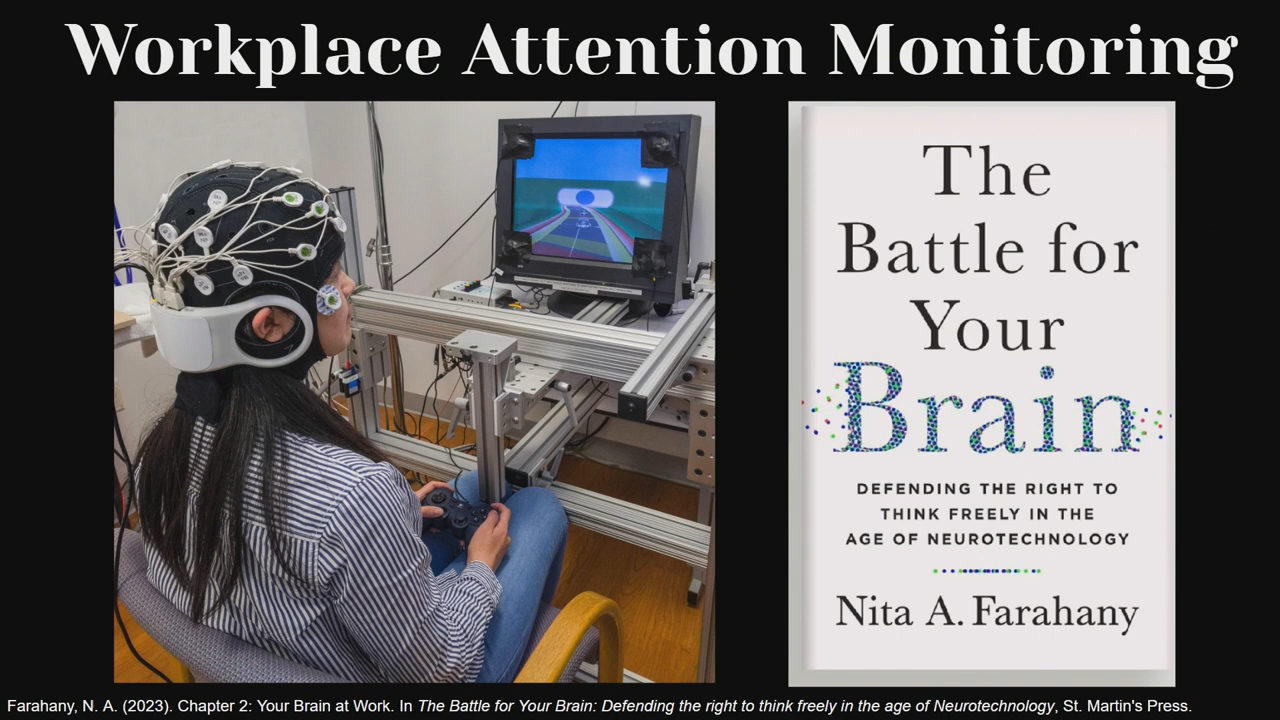 Workplace Attention Monitoring
The
Battle for
Your
Brain
DEFENDING THE RIGHT TO
THINK FREELY IN THE
AGE OF NEUROTECHNOLOGY
Nita A. Farahany
Farahany, N. A. (2023). Chapter 2: Your Brain at Work. In The Battle for Your Brain: Defending the right to think freely in the age of Neurotechnology, St. Martin's Press.